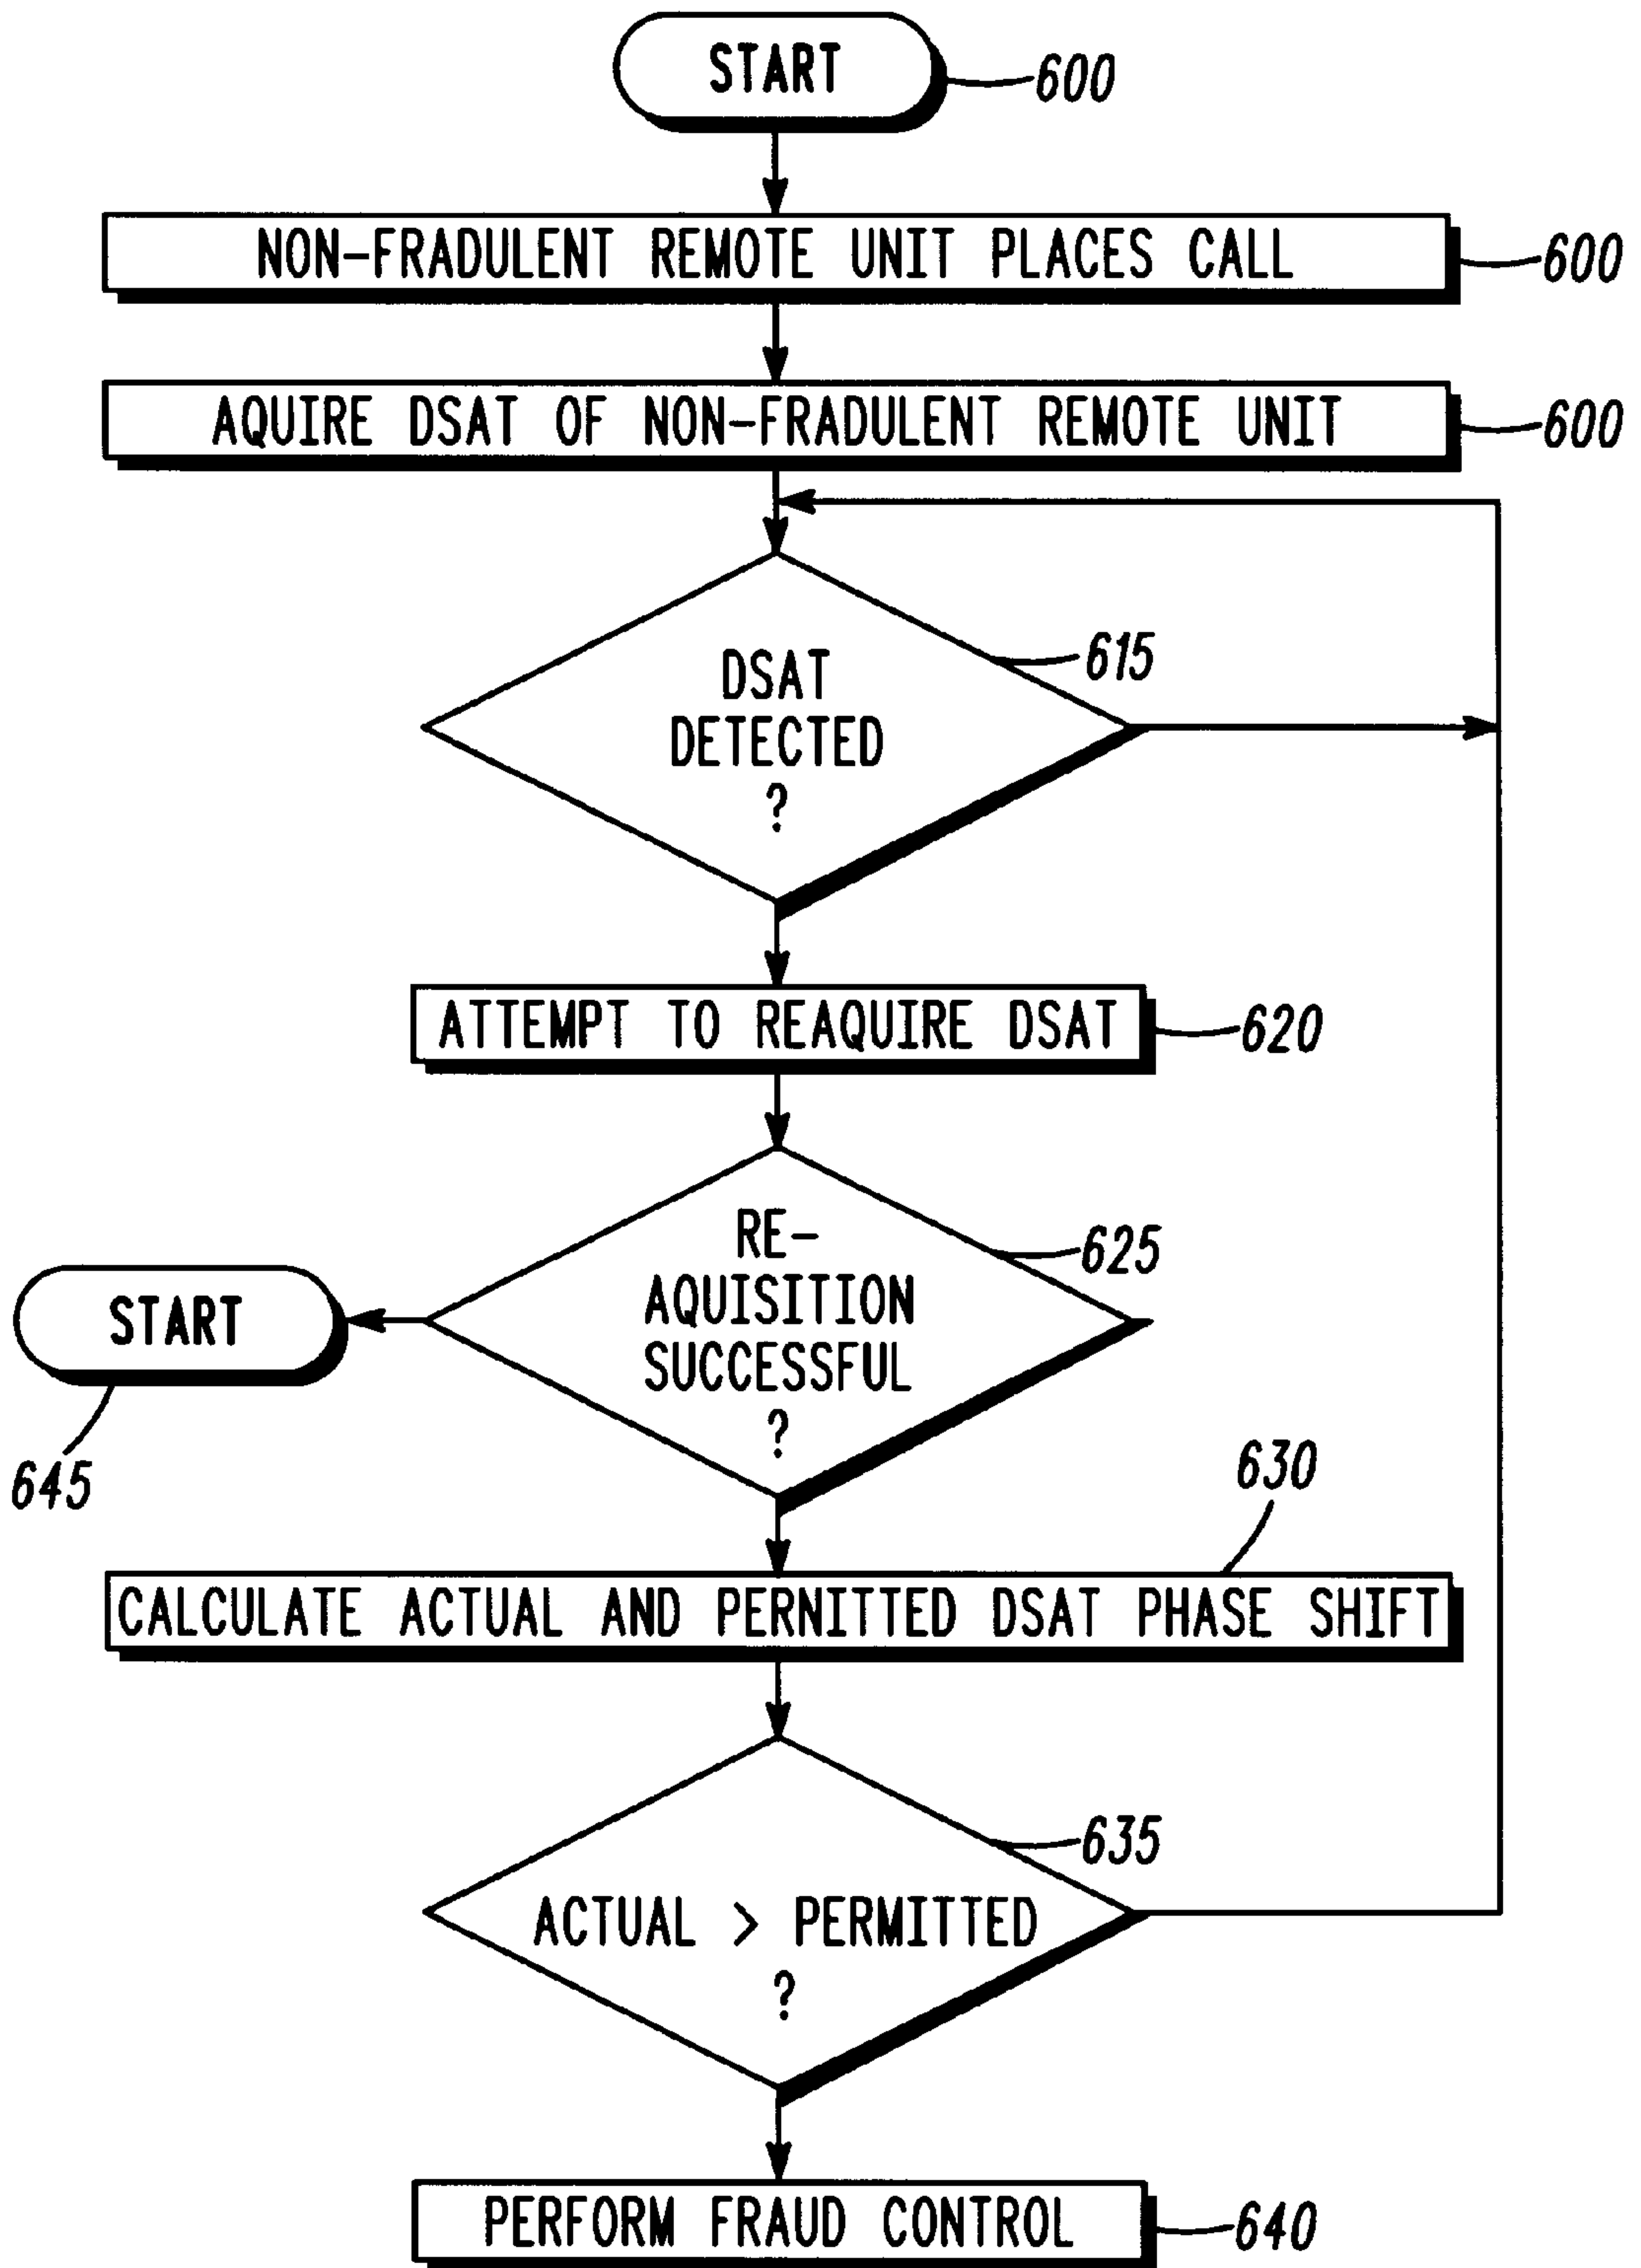 START
600
NON-FRADULENT REMOTE UNIT PLACES CALL
600
AQUIRE DSAT OF NON-FRADULENT REMOTE UNIT
600
DSAT
DETECTED
?
615
ATTEMPT TO REAQUIRE DSAT
620
RE-
AQUISITION
SUCCESSFUL
?
625
START
645
630
CALCULATE ACTUAL AND PERNITTED DSAT PHASE SHIFT
635
ACTUAL > PERMITTED
?
PERFORM FRAUD CONTROL
640